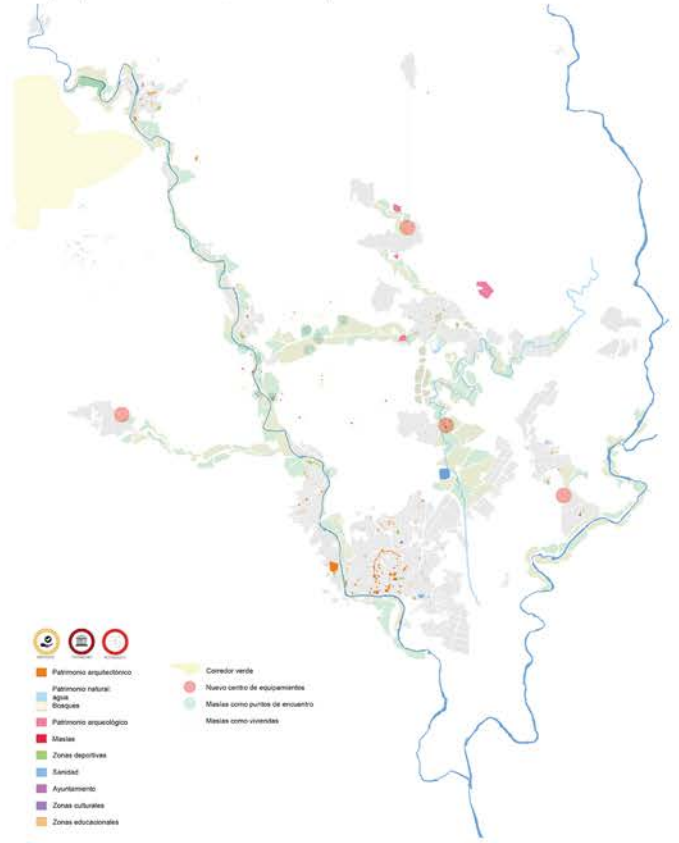 Patrimonio arquitectónico
Patrimonio natural:
agua
Bosques
Patrimonio arqueológico
Masías
Zonas deportivas
Sanidad
Ayuntamiento
Zonas culturales
Zonas educacionales
Corredor verde
Nuevo centro de equipamientos
Masías como puntos de encuentro
Masías como viviendas